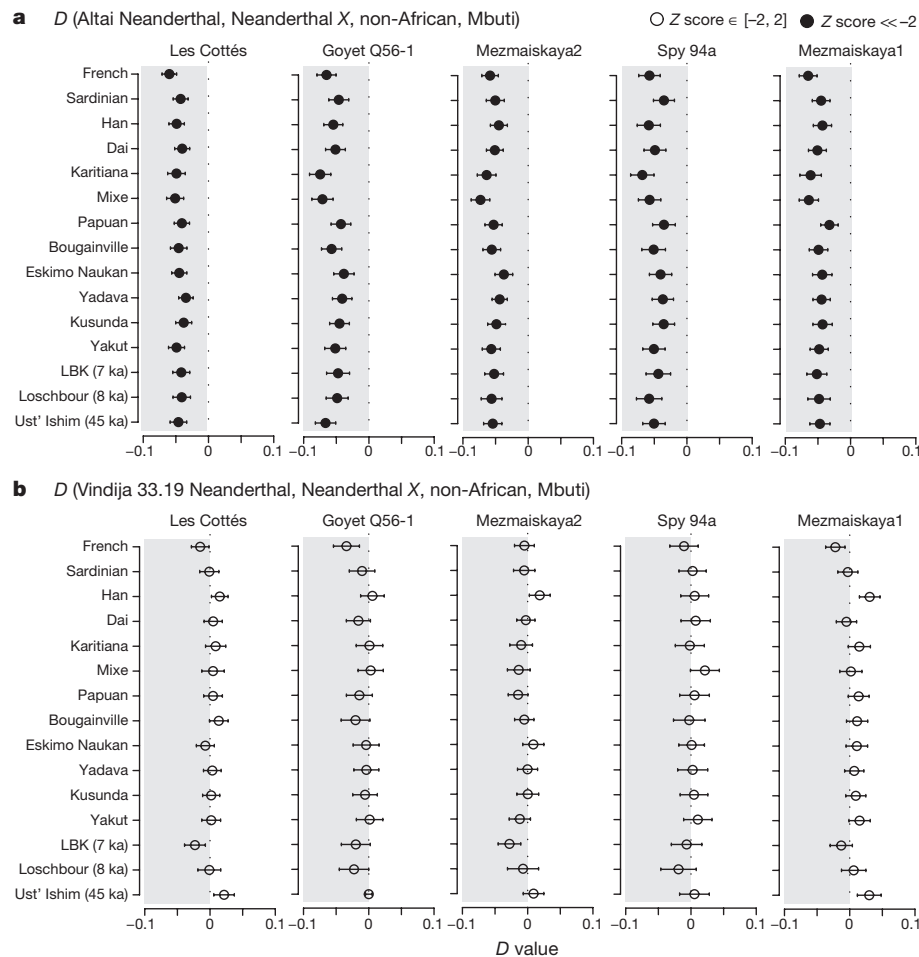 a D (Altai Neanderthal, Neanderthal X, non-African, Mbuti) Z score ∈ [−2, 2] Z score <<−2
Les Cottés Goyet Q56-1 Mezmaiskaya2 Spy 94a Mezmaiskaya1
French
Sardinian
Han
Dai
Karitiana
Mixe
Papuan
Bougainville
Eskimo Naukan
Yadava
Kusunda
Yakut
LBK (7 ka)
Loschbour (8 ka)
Ust' Ishim (45 ka)
−0.1 0 0.1 −0.1 0 0.1 −0.1 0 0.1 −0.1 0 0.1 −0.1 0 0.1
b D (Vindija 33.19 Neanderthal, Neanderthal X, non-African, Mbuti)
Les Cottés Goyet Q56-1 Mezmaiskaya2 Spy 94a Mezmaiskaya1
French
Sardinian
Han
Dai
Karitiana
Mixe
Papuan
Bougainville
Eskimo Naukan
Yadava
Kusunda
Yakut
LBK (7 ka)
Loschbour (8 ka)
Ust' Ishim (45 ka)
−0.1 0 0.1 −0.1 0 0.1 −0.1 0 0.1 −0.1 0 0.1 −0.1 0 0.1
D value